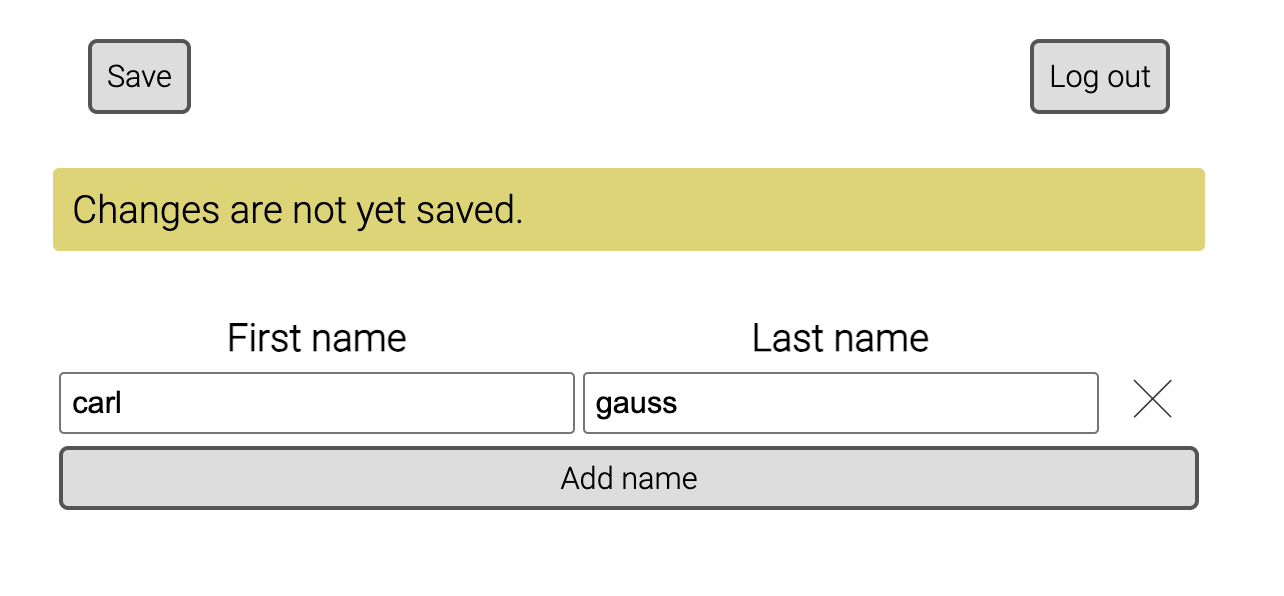 Save
Log out
Changes are not yet saved.
First name
Last name
carl
gauss
Add name